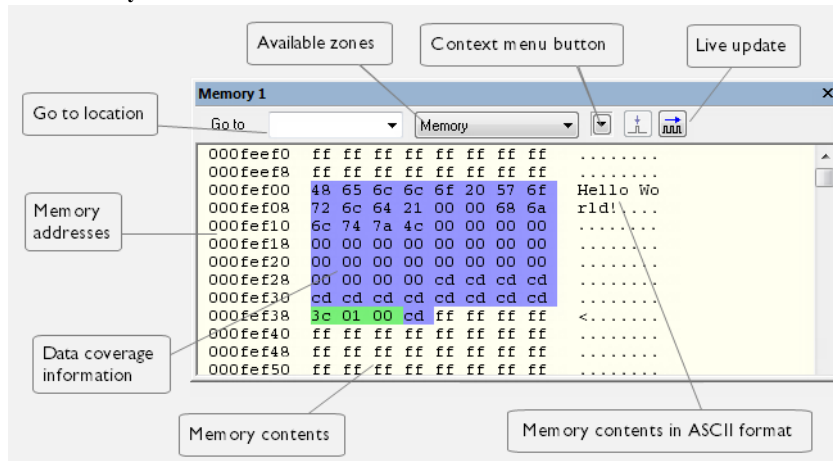 Available zones
Context menu button
Live update
Memory 1
×
Go to location
Go to
Memory
000feef0 ff ff ff ff ff ff ff ff ........
000feef8 ff ff ff ff ff ff ff ff ........
000fef00 48 65 6c 6c 6f 20 57 6f Hello Wo
000fef08 72 6c 64 21 00 00 68 6a rld!....
000fef10 6c 74 7a 4c 00 00 00 00 ........
000fef18 00 00 00 00 00 00 00 00 ........
000fef20 00 00 00 00 00 00 00 00 ........
000fef28 00 00 00 00 cd cd cd cd ........
000fef30 cd cd cd cd cd cd cd cd ........
000fef38 3c 01 00 cd ff ff ff ff <.......
000fef40 ff ff ff ff ff ff ff ff ........
000fef48 ff ff ff ff ff ff ff ff ........
000fef50 ff ff ff ff ff ff ff ff ........
Memory
addresses
Data coverage
information
Memory contents
Memory contents in ASCII format